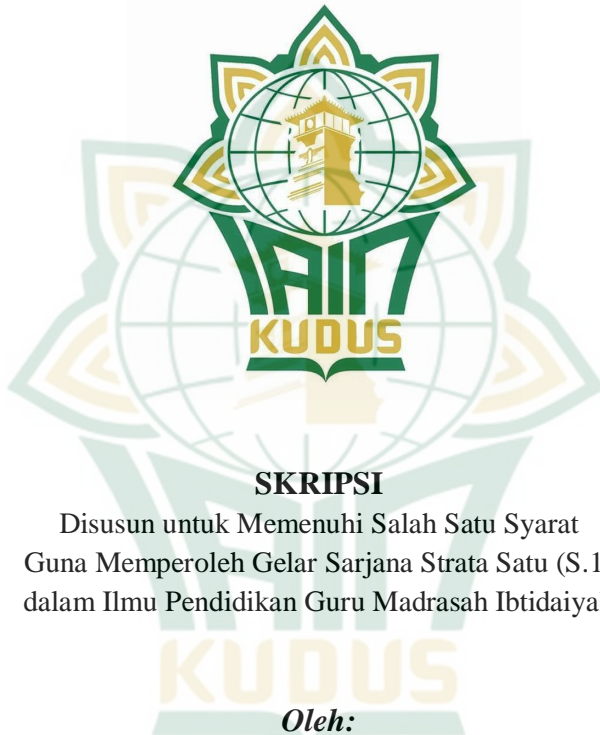 IAIN
KUDUS
SKRIPSI
Disusun untuk Memenuhi Salah Satu Syarat
Guna Memperoleh Gelar Sarjana Strata Satu (S.1
dalam Ilmu Pendidikan Guru Madrasah Ibtidaiya
KUDUS
Oleh: